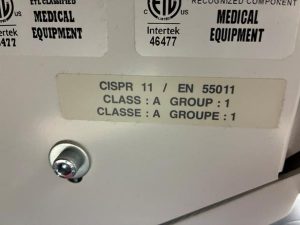 ETL CLASSIFIED
MEDICAL
EQUIPMENT
Intertek
46477
RECOGNIZED COMPONENT
C US
MEDICAL
EQUIPMENT
Intertek
46477
CISPR 11 / EN 55011
CLASS : A GROUP : 1
CLASSE : A GROUPE : 1